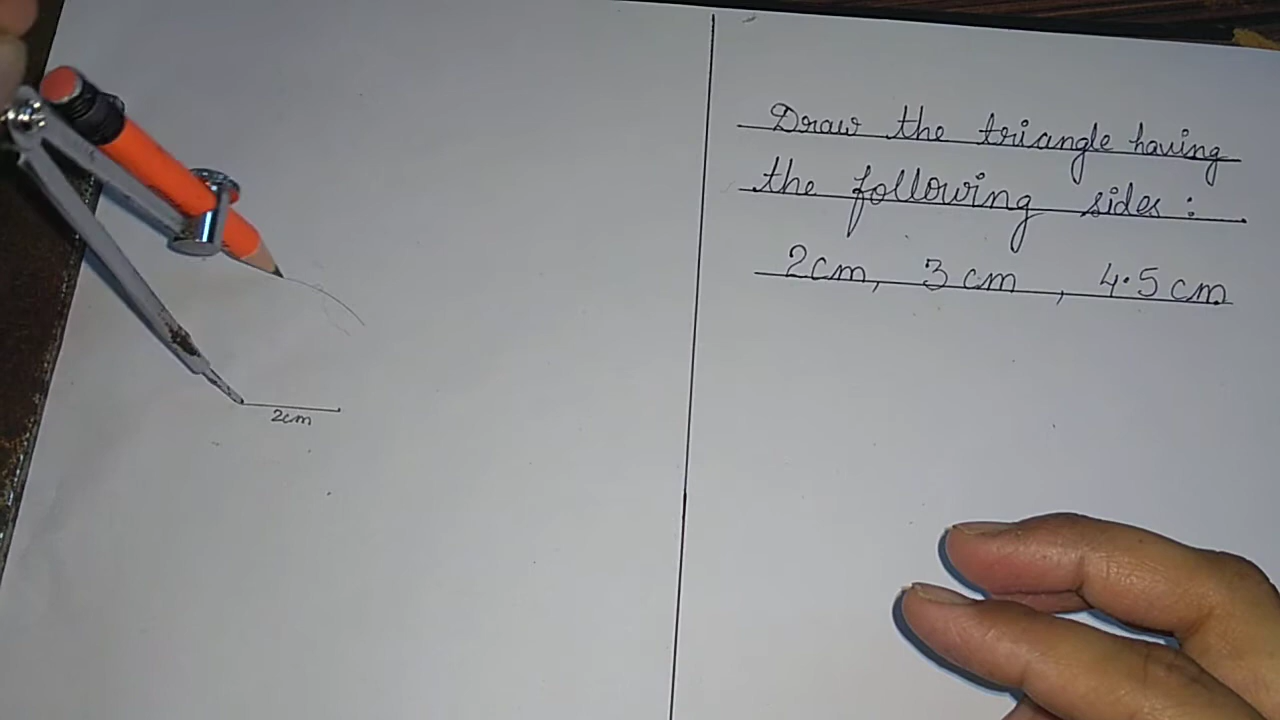 Draw the triangle having
the following sides :
2cm, 3 cm , 4.5 cm
2cm